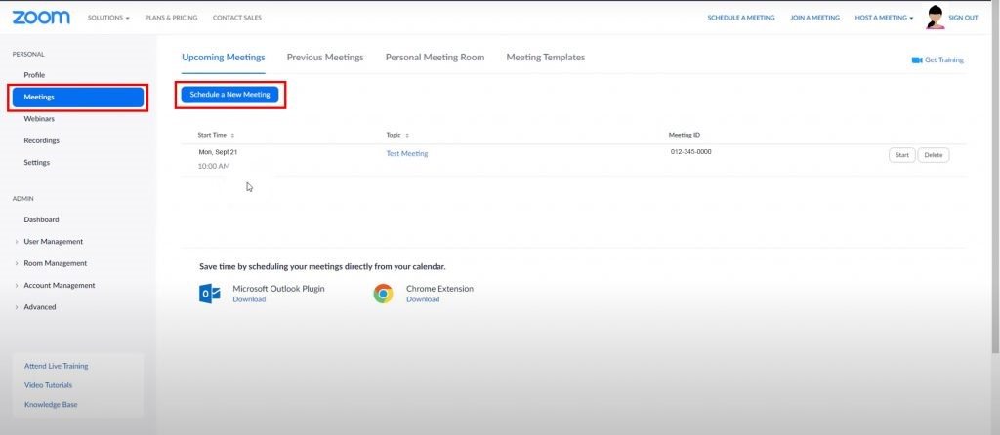 zoom SOLUTIONS PLANS & PRICING CONTACT SALES SCHEDULE A MEETING JOIN A MEETING HOST A MEETING SIGN OUT
PERSONAL
Profile
Meetings
Webinars
Recordings
Settings
ADMIN
Dashboard
User Management
Room Management
Account Management
Advanced
Attend Live Training
Video Tutorials
Knowledge Base
Upcoming Meetings Previous Meetings Personal Meeting Room Meeting Templates
Get Training
Schedule a New Meeting
Start Time Topic Meeting ID
Mon, Sept 21 Test Meeting 012-345-0000 Start Delete
10:00 AM
Save time by scheduling your meetings directly from your calendar.
Microsoft Outlook Plugin Chrome Extension
Download Download